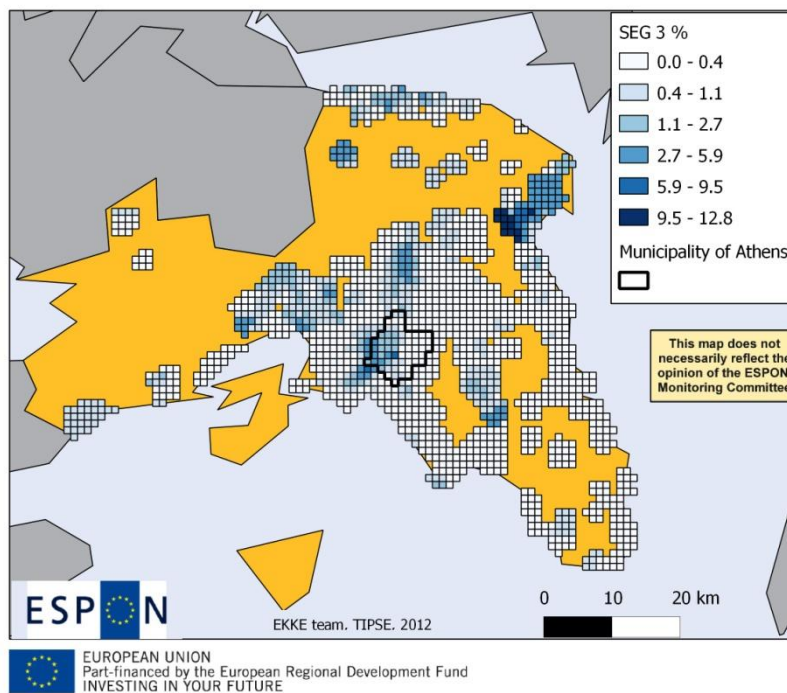 SEG 3 %
0.0 - 0.4
0.4 - 1.1
1.1 - 2.7
2.7 - 5.9
5.9 - 9.5
9.5 - 12.8
Municipality of Athens
This map does not
necessarily reflect the
opinion of the ESPON
Monitoring Committee
ESPON
EKKE team. TIPSE. 2012
0 10 20 km
EUROPEAN UNION
Part-financed by the European Regional Development Fund
INVESTING IN YOUR FUTURE